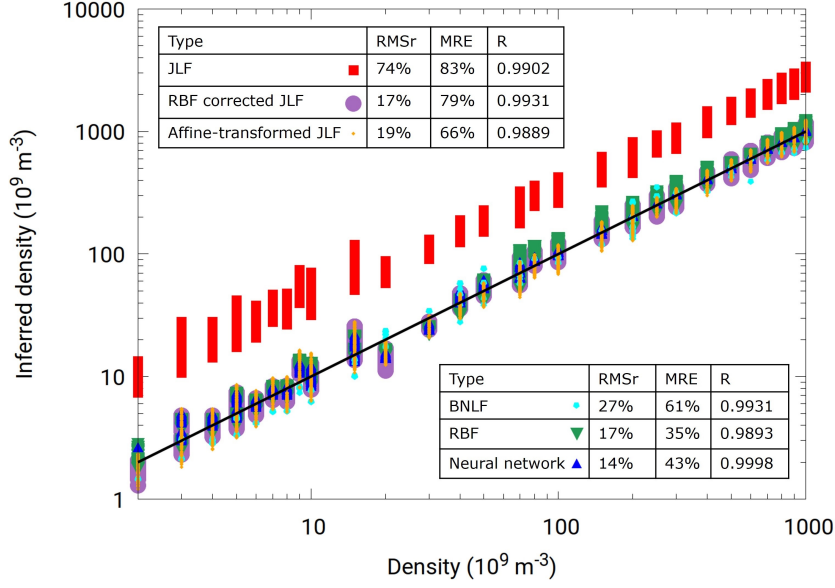 10000
1000
100
10
1
Inferred density (10⁹ m⁻³)
Type RMSr MRE R
JLF 74% 83% 0.9902
RBF corrected JLF 17% 79% 0.9931
Affine-transformed JLF 19% 66% 0.9889
Type RMSr MRE R
BNLF 27% 61% 0.9931
RBF 17% 35% 0.9893
Neural network 14% 43% 0.9998
10 100 1000
Density (10⁹ m⁻³)